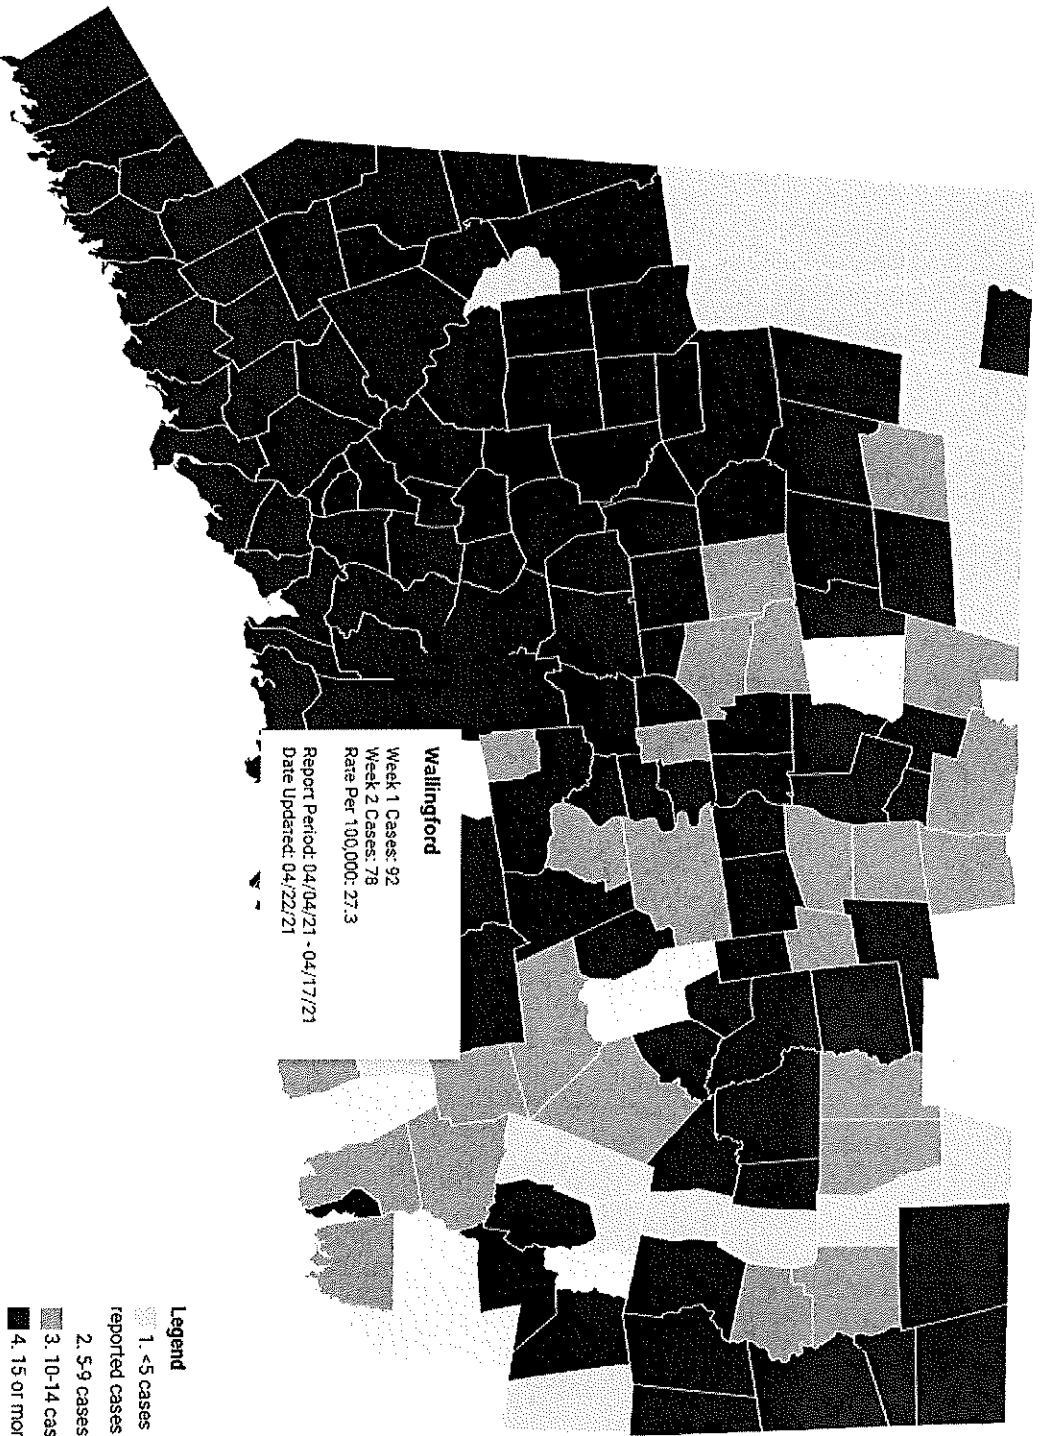 Wallingford
Week 1 Cases: 92
Week 2 Cases: 78
Rate Per 100,000: 27.3
Report Period: 04/04/21 - 04/17/21
Date Updated: 04/22/21
Legend
1. <5 cases
reported cases
2. 5-9 cases
3. 10-14 cas
4. 15 or mor